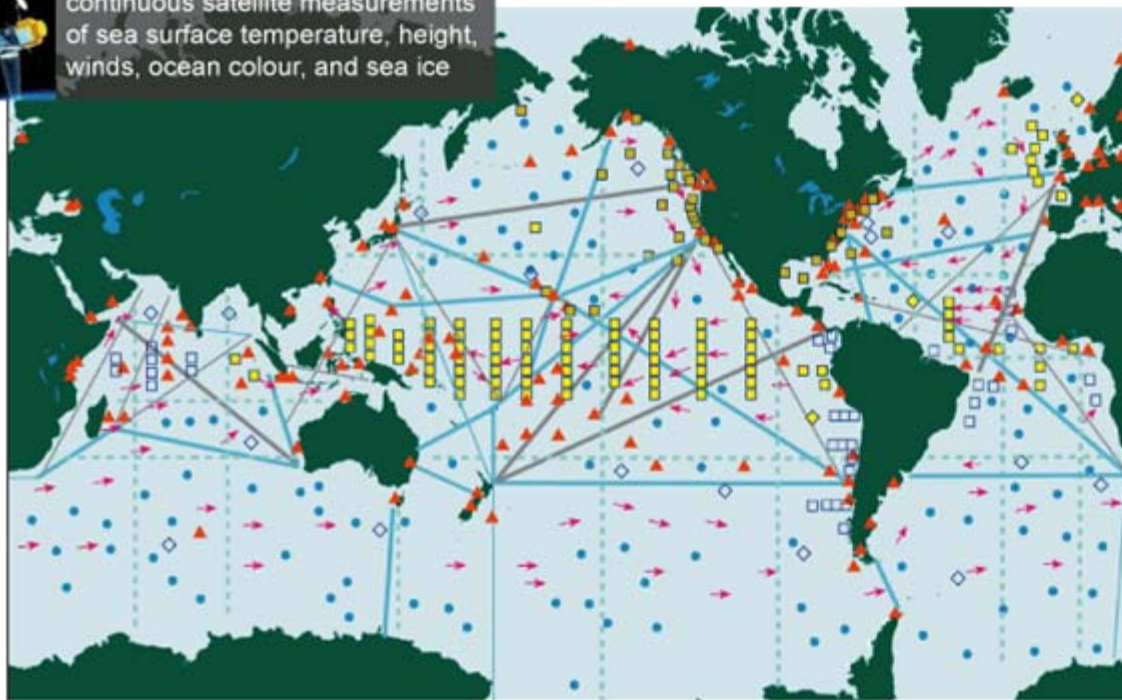 continuous satellite measurements
of sea surface temperature, height,
winds, ocean colour, and sea ice